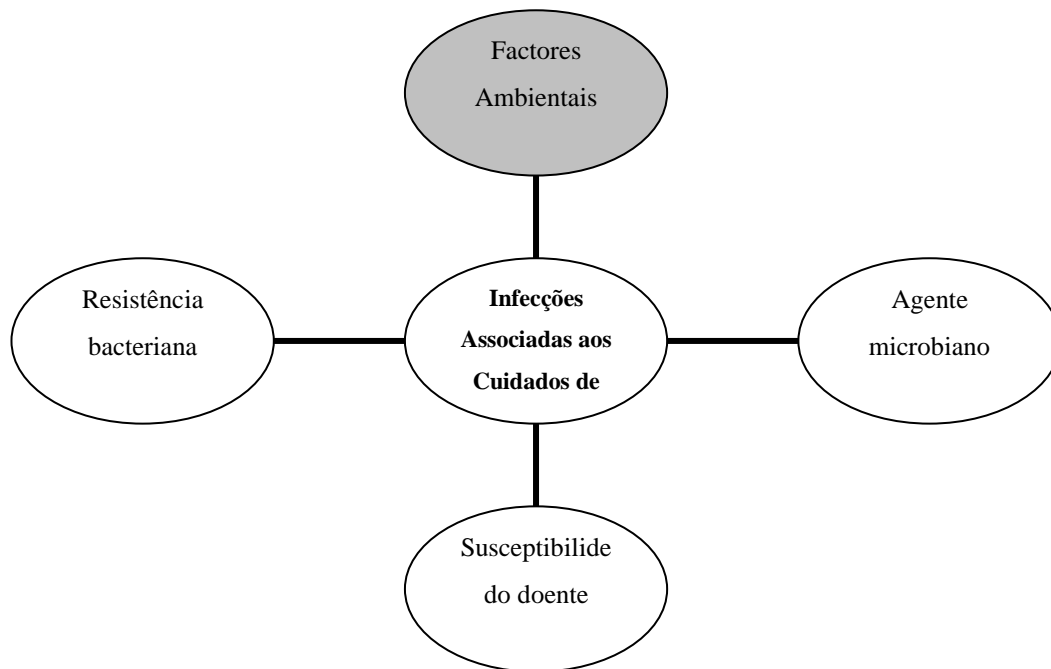 Factores
Ambientais
Resistência
bacteriana
Infecções
Associadas aos
Cuidados de
Agente
microbiano
Susceptibilide
do doente